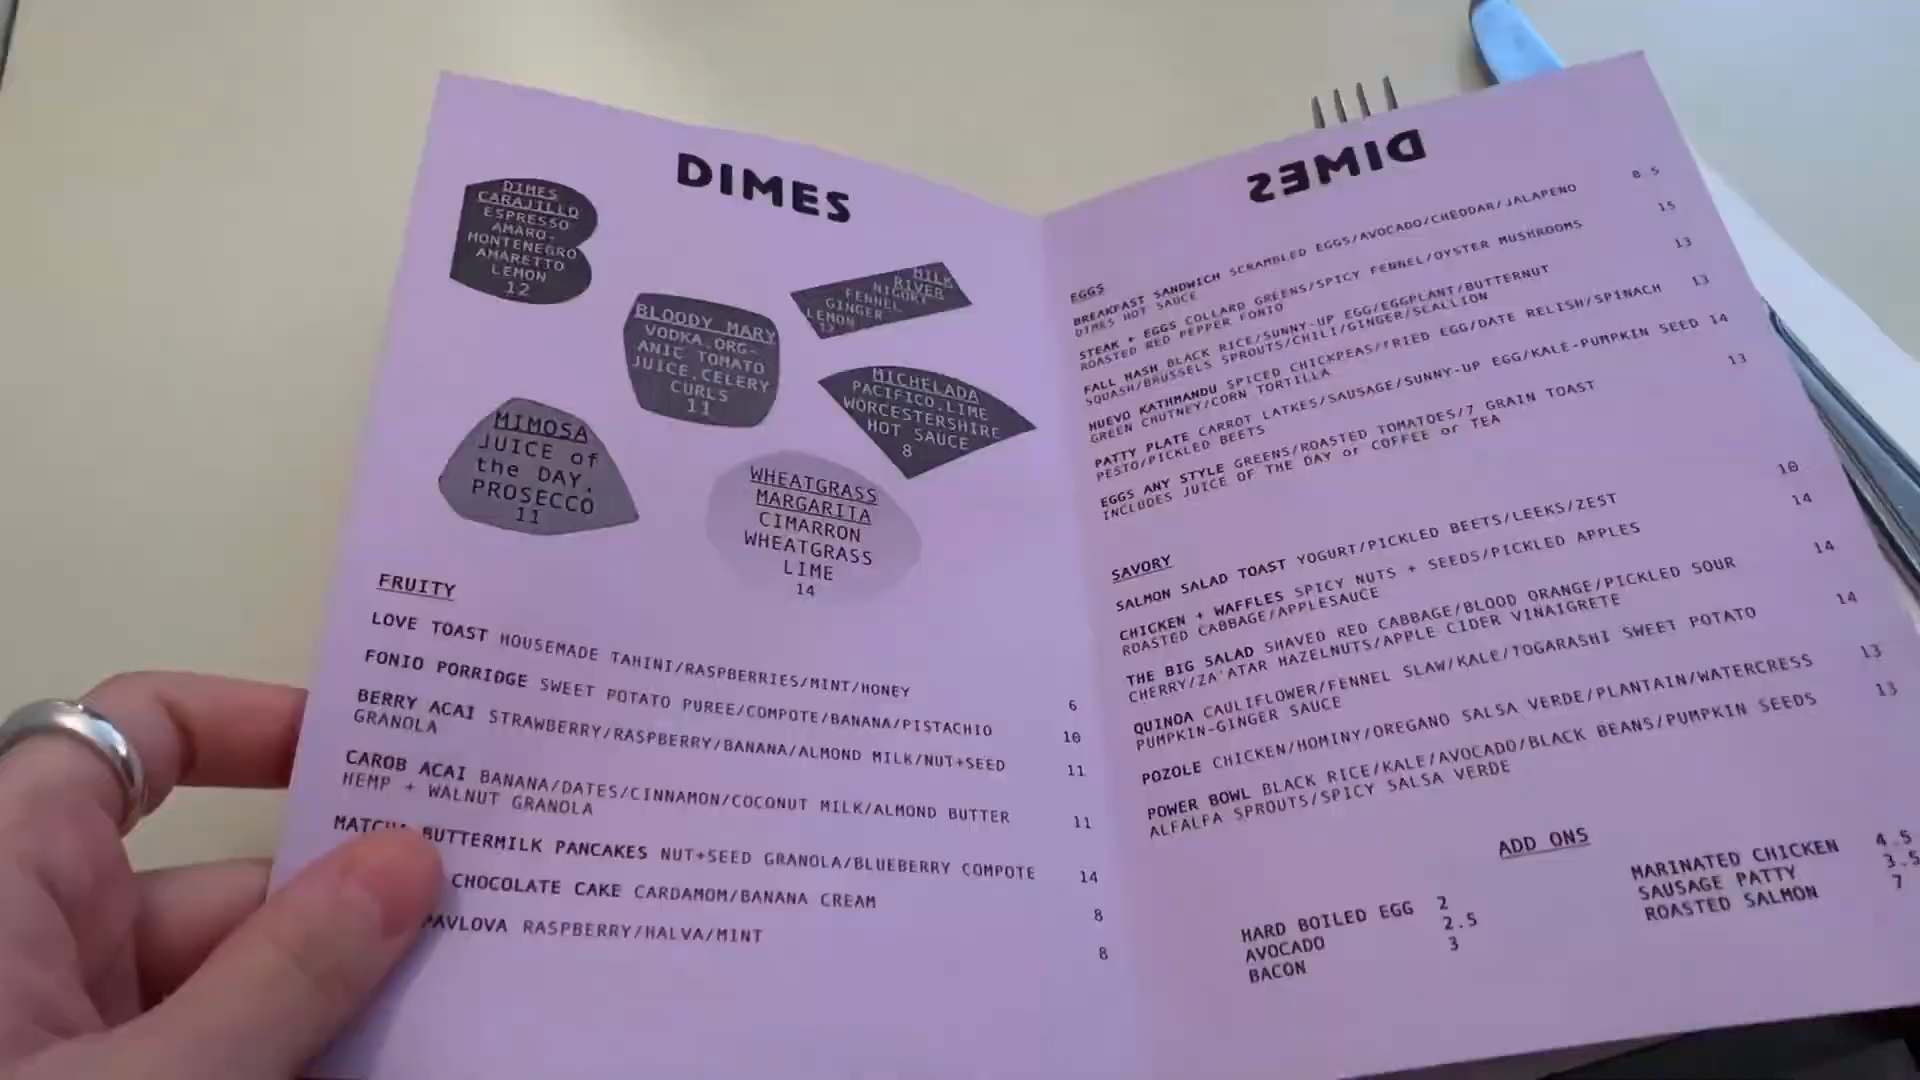 DIMES
DIMES
CARAJILLO
ESPRESSO
AMARO-
MONTENEGRO
AMARETTO
LEMON
12
BLOODY MARY
VODKA.ORG-
ANIC TOMATO
JUICE.CELERY
CURLS
11
MILK
RIVER
NIGORI
FENNEL
GINGER
LEMON
12
MICHELADA
PACIFICO.LIME
WORCESTERSHIRE
HOT SAUCE
8
MIMOSA
JUICE of
the DAY.
PROSECCO
11
WHEATGRASS
MARGARITA
CIMARRON
WHEATGRASS
LIME
14
FRUITY
LOVE TOAST HOUSEMADE TAHINI/RASPBERRIES/MINT/HONEY 6
FONIO PORRIDGE SWEET POTATO PUREE/COMPOTE/BANANA/PISTACHIO 10
BERRY ACAI STRAWBERRY/RASPBERRY/BANANA/ALMOND MILK/NUT+SEED 11
GRANOLA
CAROB ACAI BANANA/DATES/CINNAMON/COCONUT MILK/ALMOND BUTTER 11
HEMP + WALNUT GRANOLA
MATCHA BUTTERMILK PANCAKES NUT+SEED GRANOLA/BLUEBERRY COMPOTE 14
CHOCOLATE CAKE CARDAMOM/BANANA CREAM 8
PAVLOVA RASPBERRY/HALVA/MINT 8
DIMES
EGGS
BREAKFAST SANDWICH SCRAMBLED EGGS/AVOCADO/CHEDDAR/JALAPENO 8.5
DIMES HOT SAUCE
STEAK + EGGS COLLARD GREENS/SPICY FENNEL/OYSTER MUSHROOMS 15
ROASTED RED PEPPER FONIO
FALL HASH BLACK RICE/SUNNY-UP EGG/EGGPLANT/BUTTERNUT 13
SQUASH/BRUSSELS SPROUTS/CHILI/GINGER/SCALLION
HUEVO KATHMANDU SPICED CHICKPEAS/FRIED EGG/DATE RELISH/SPINACH 13
GREEN CHUTNEY/CORN TORTILLA
PATTY PLATE CARROT LATKES/SAUSAGE/SUNNY-UP EGG/KALE-PUMPKIN SEED 14
PESTO/PICKLED BEETS
EGGS ANY STYLE GREENS/ROASTED TOMATOES/7 GRAIN TOAST 13
INCLUDES JUICE OF THE DAY or COFFEE or TEA
SAVORY
SALMON SALAD TOAST YOGURT/PICKLED BEETS/LEEKS/ZEST 10
CHICKEN + WAFFLES SPICY NUTS + SEEDS/PICKLED APPLES 14
ROASTED CABBAGE/APPLESAUCE
THE BIG SALAD SHAVED RED CABBAGE/BLOOD ORANGE/PICKLED SOUR 14
CHERRY/ZA'ATAR HAZELNUTS/APPLE CIDER VINAIGRETE
QUINOA CAULIFLOWER/FENNEL SLAW/KALE/TOGARASHI SWEET POTATO 14
PUMPKIN-GINGER SAUCE
POZOLE CHICKEN/HOMINY/OREGANO SALSA VERDE/PLANTAIN/WATERCRESS 13
POWER BOWL BLACK RICE/KALE/AVOCADO/BLACK BEANS/PUMPKIN SEEDS 13
ALFALFA SPROUTS/SPICY SALSA VERDE
ADD ONS
HARD BOILED EGG 2
AVOCADO 2.5
BACON 3
MARINATED CHICKEN 4.5
SAUSAGE PATTY 3.5
ROASTED SALMON 7